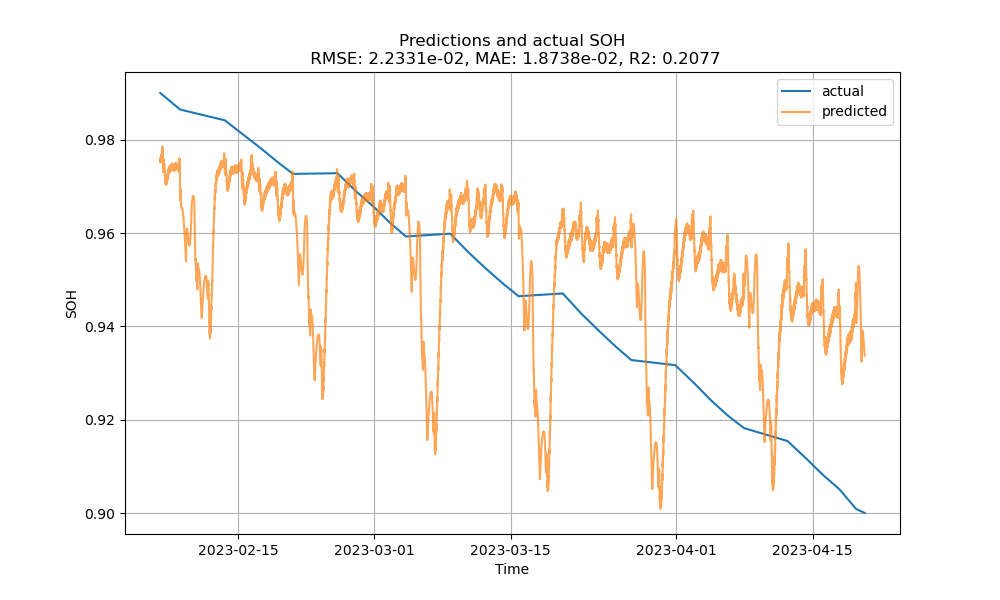 Predictions and actual SOH
RMSE: 2.2331e-02, MAE: 1.8738e-02, R2: 0.2077
actual
predicted
SOH
0.98
0.96
0.94
0.92
0.90
2023-02-15
2023-03-01
2023-03-15
2023-04-01
2023-04-15
Time